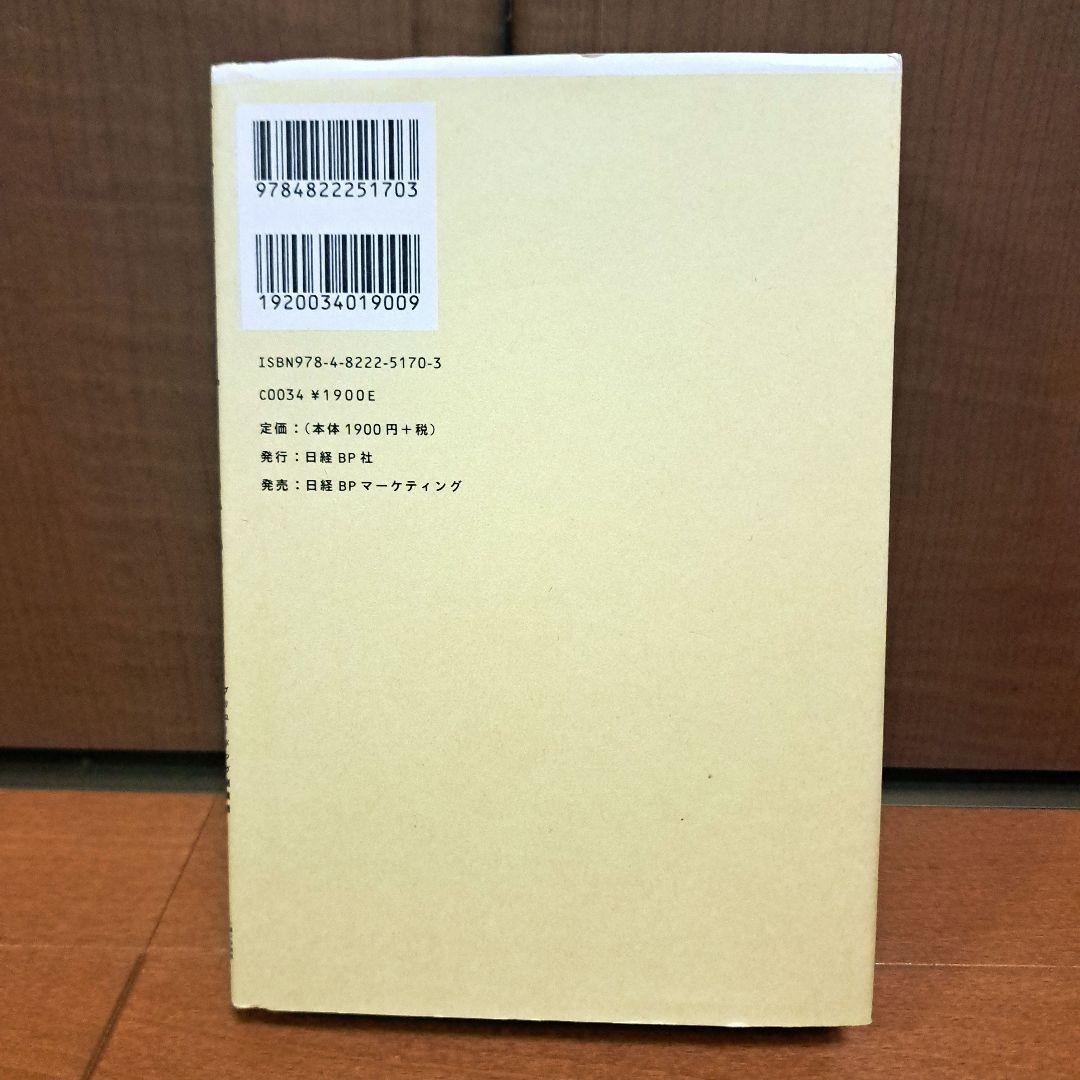 9784822251703
1920034019009
ISBN978-4-8222-5170-3
C0034 ¥1900E
定価：（本体 1900 円＋税）
発行：日経 BP 社
発売：日経 BP マーケティング